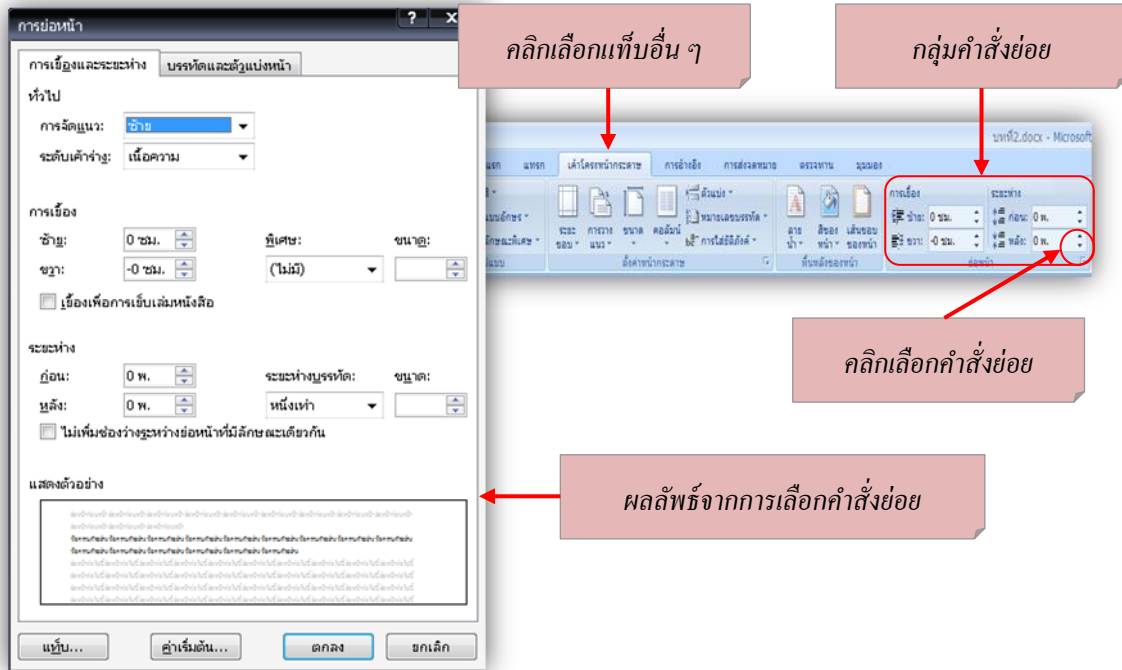 การย่อหน้า
การเยื้องและระยะห่าง
บรรทัดและตัวแบ่งหน้า
ทั่วไป
การจัดแนว: ซ้าย
ระดับเค้าร่าง: เนื้อความ
การเยื้อง
ซ้าย: 0 ซม. พิเศษ: ขนาด:
ขวา: -0 ซม. (ไม่มี)
เยื้องเพื่อการเย็บเล่มหนังสือ
ระยะห่าง
ก่อน: 0 พ. ระยะห่างบรรทัด: ขนาด:
หลัง: 0 พ. หนึ่งเท่า
ไม่เพิ่มช่องว่างระหว่างย่อหน้าที่มีลักษณะเดียวกัน
แสดงตัวอย่าง
แท็บ... ค่าเริ่มต้น... ตกลง ยกเลิก
คลิกเลือกแท็บอื่น ๆ
กลุ่มคำสั่งย่อย
บทที่2.docx - Microsoft
แรก แทรก เค้าโครงหน้ากระดาษ การอ้างอิง การส่งจดหมาย ตรวจทาน มุมมอง
ตัวแบ่ง
หมายเลขบรรทัด
การใส่ยัติภังค์
ระยะขอบ การวางแนว ขนาด คอลัมน์
ตั้งค่าหน้ากระดาษ
ลายน้ำ สีของหน้า เส้นขอบของหน้า
พื้นหลังของหน้า
การเยื้อง ระยะห่าง
ซ้าย: 0 ซม. ก่อน: 0 พ.
ขวา: -0 ซม. หลัง: 0 พ.
ย่อหน้า
คลิกเลือกคำสั่งย่อย
ผลลัพธ์จากการเลือกคำสั่งย่อย